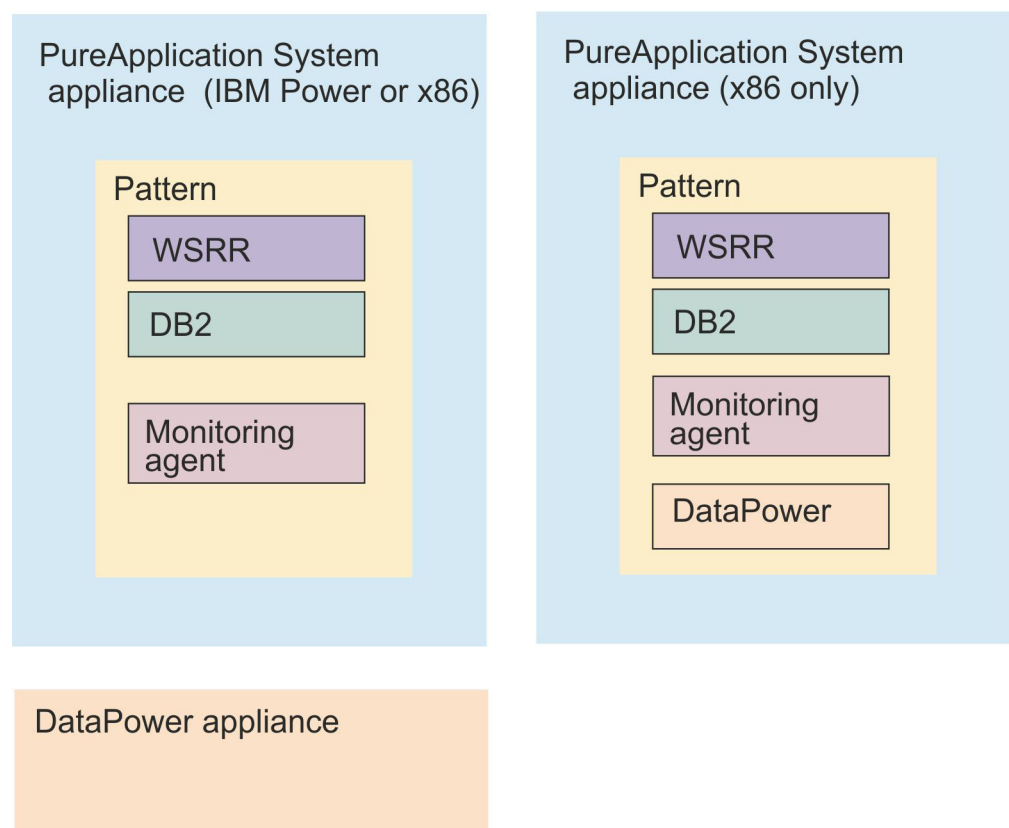 PureApplication System
appliance (IBM Power or x86)
Pattern
WSRR
DB2
Monitoring
agent
DataPower appliance
PureApplication System
appliance (x86 only)
Pattern
WSRR
DB2
Monitoring
agent
DataPower